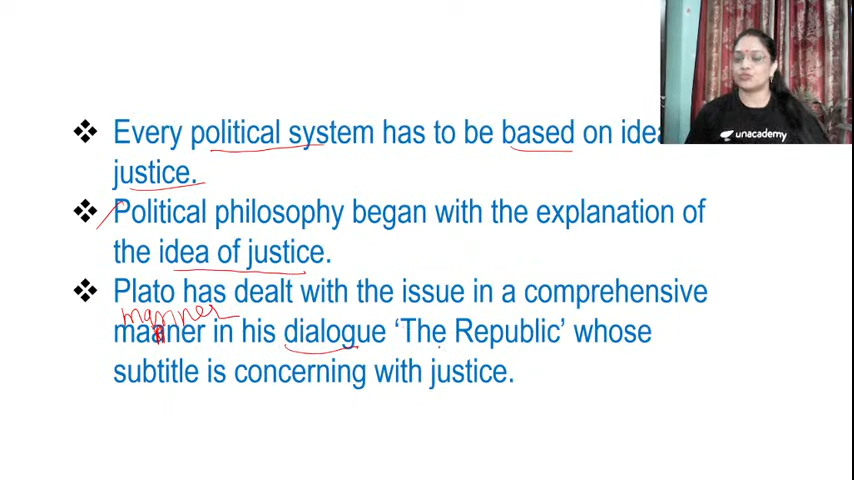 ❖ Every political system has to be based on idea
justice.
❖ Political philosophy began with the explanation of
the idea of justice.
❖ Plato has dealt with the issue in a comprehensive
manner
manner in his dialogue ‘The Republic’ whose
subtitle is concerning with justice.
unacademy